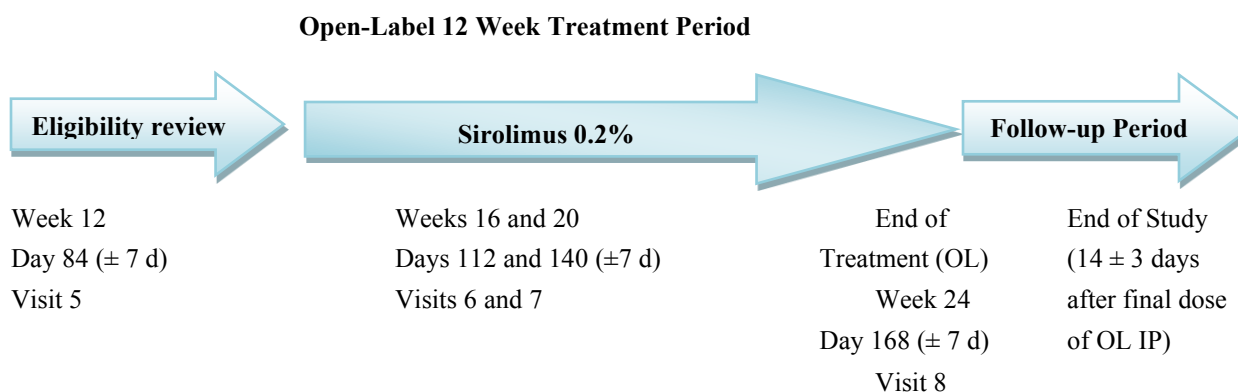 Open-Label 12 Week Treatment Period
Eligibility review
Sirolimus 0.2%
Follow-up Period
Week 12
Day 84 (± 7 d)
Visit 5
Weeks 16 and 20
Days 112 and 140 (±7 d)
Visits 6 and 7
End of
Treatment (OL)
Week 24
Day 168 (± 7 d)
Visit 8
End of Study
(14 ± 3 days
after final dose
of OL IP)